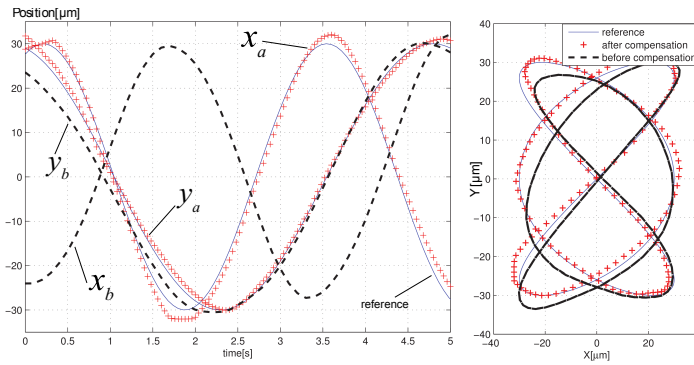 Position[µm]
30
20
10
0
−10
−20
−30
0
0.5
1
1.5
2
2.5
3
3.5
4
4.5
5
time[s]
x_a
y_b
y_a
x_b
reference
40
30
20
10
0
−10
−20
−30
−40
−40
−20
0
20
Y[µm]
X[µm]
reference
after compensation
before compensation